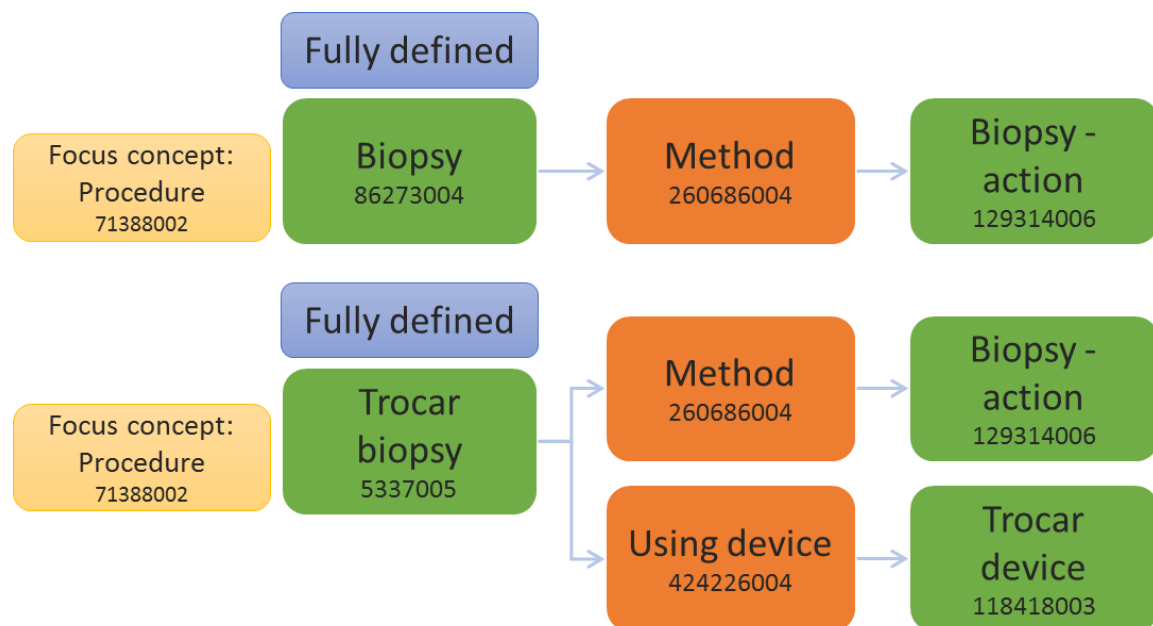 Fully defined
Focus concept:
Procedure
71388002
Biopsy
86273004
Method
260686004
Biopsy -
action
129314006
Fully defined
Focus concept:
Procedure
71388002
Trocar
biopsy
5337005
Method
260686004
Biopsy -
action
129314006
Using device
424226004
Trocar
device
118418003